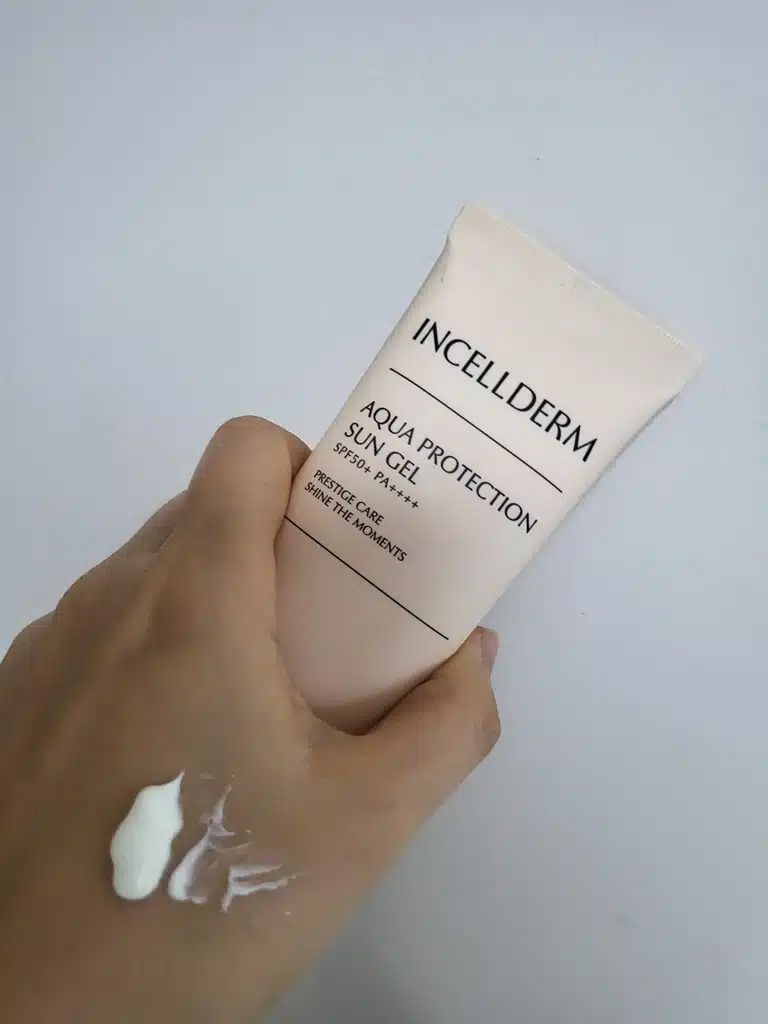 INCELLDERM
AQUA PROTECTION
SUN GEL
SPF50+ PA++++
PRESTIGE CARE
SHINE THE MOMENTS